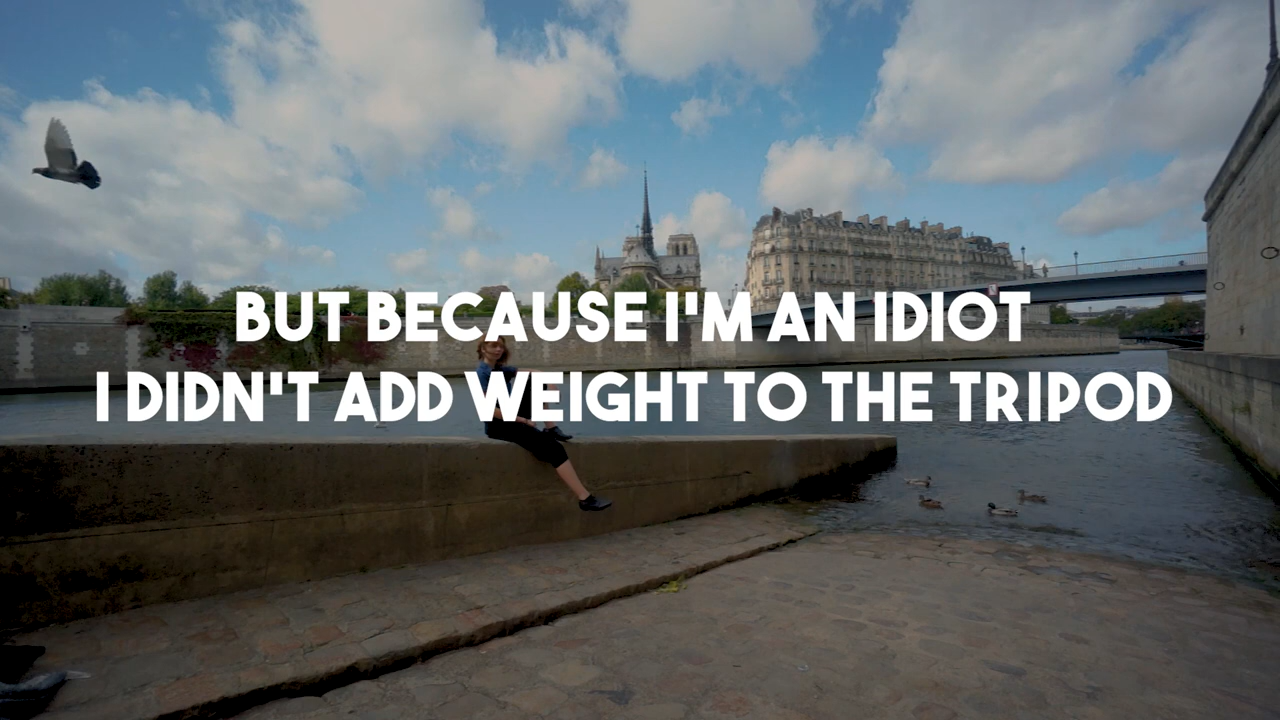 BUT BECAUSE I'M AN IDIOT
I DIDN'T ADD WEIGHT TO THE TRIPOD